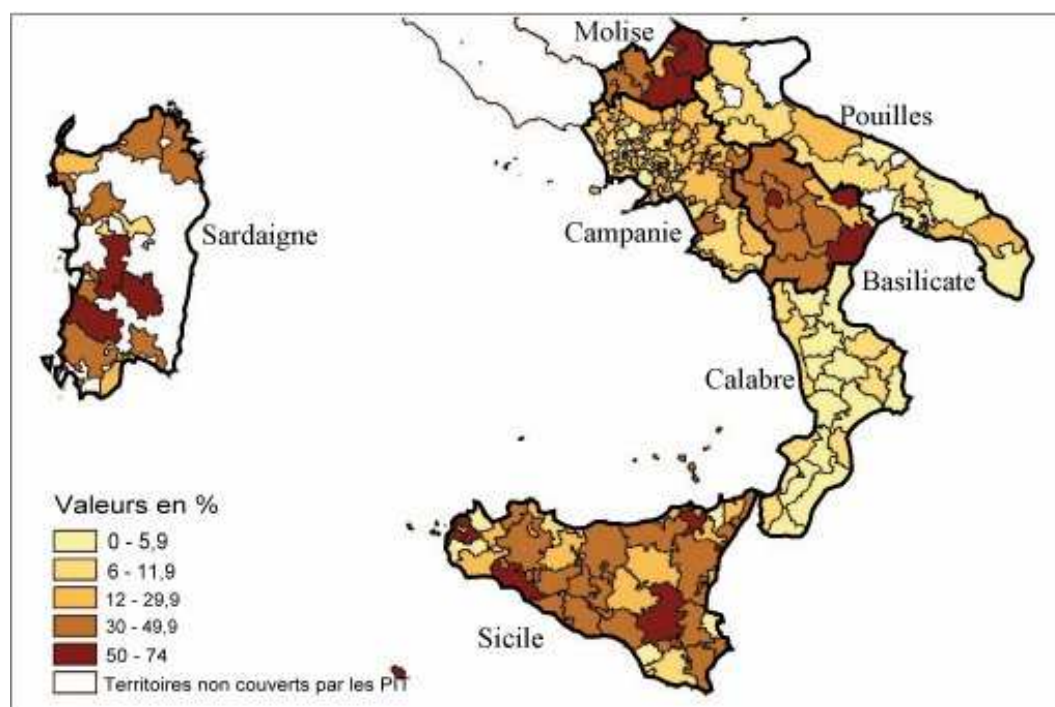 Molise
Pouilles
Sardaigne
Campanie
Basilicate
Calabre
Sicile
Valeurs en %
0 - 5,9
6 - 11,9
12 - 29,9
30 - 49,9
50 - 74
Territoires non couverts par les PIT